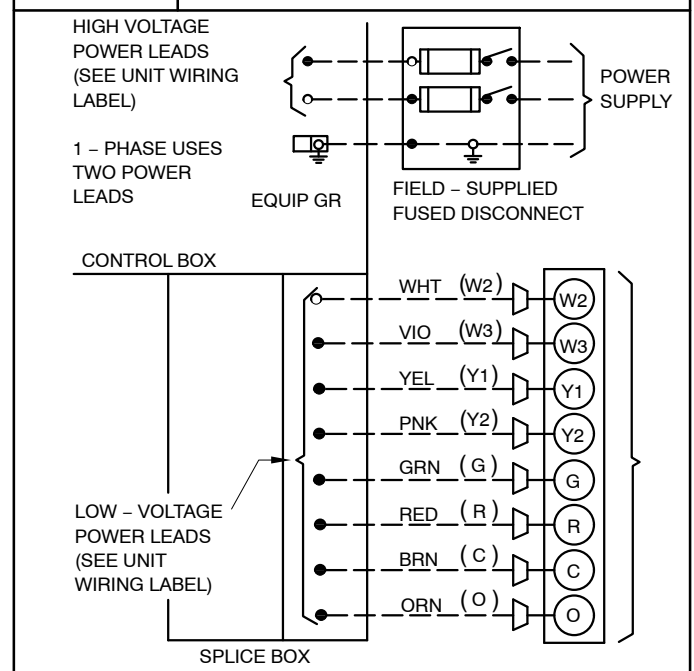 HIGH VOLTAGE
POWER LEADS
(SEE UNIT WIRING
LABEL)
POWER
SUPPLY
1 – PHASE USES
TWO POWER
LEADS
EQUIP GR
FIELD – SUPPLIED
FUSED DISCONNECT
CONTROL BOX
WHT (W2) W2
VIO (W3) W3
YEL (Y1) Y1
PNK (Y2) Y2
GRN (G) G
RED (R) R
BRN (C) C
ORN (O) O
LOW – VOLTAGE
POWER LEADS
(SEE UNIT
WIRING LABEL)
SPLICE BOX